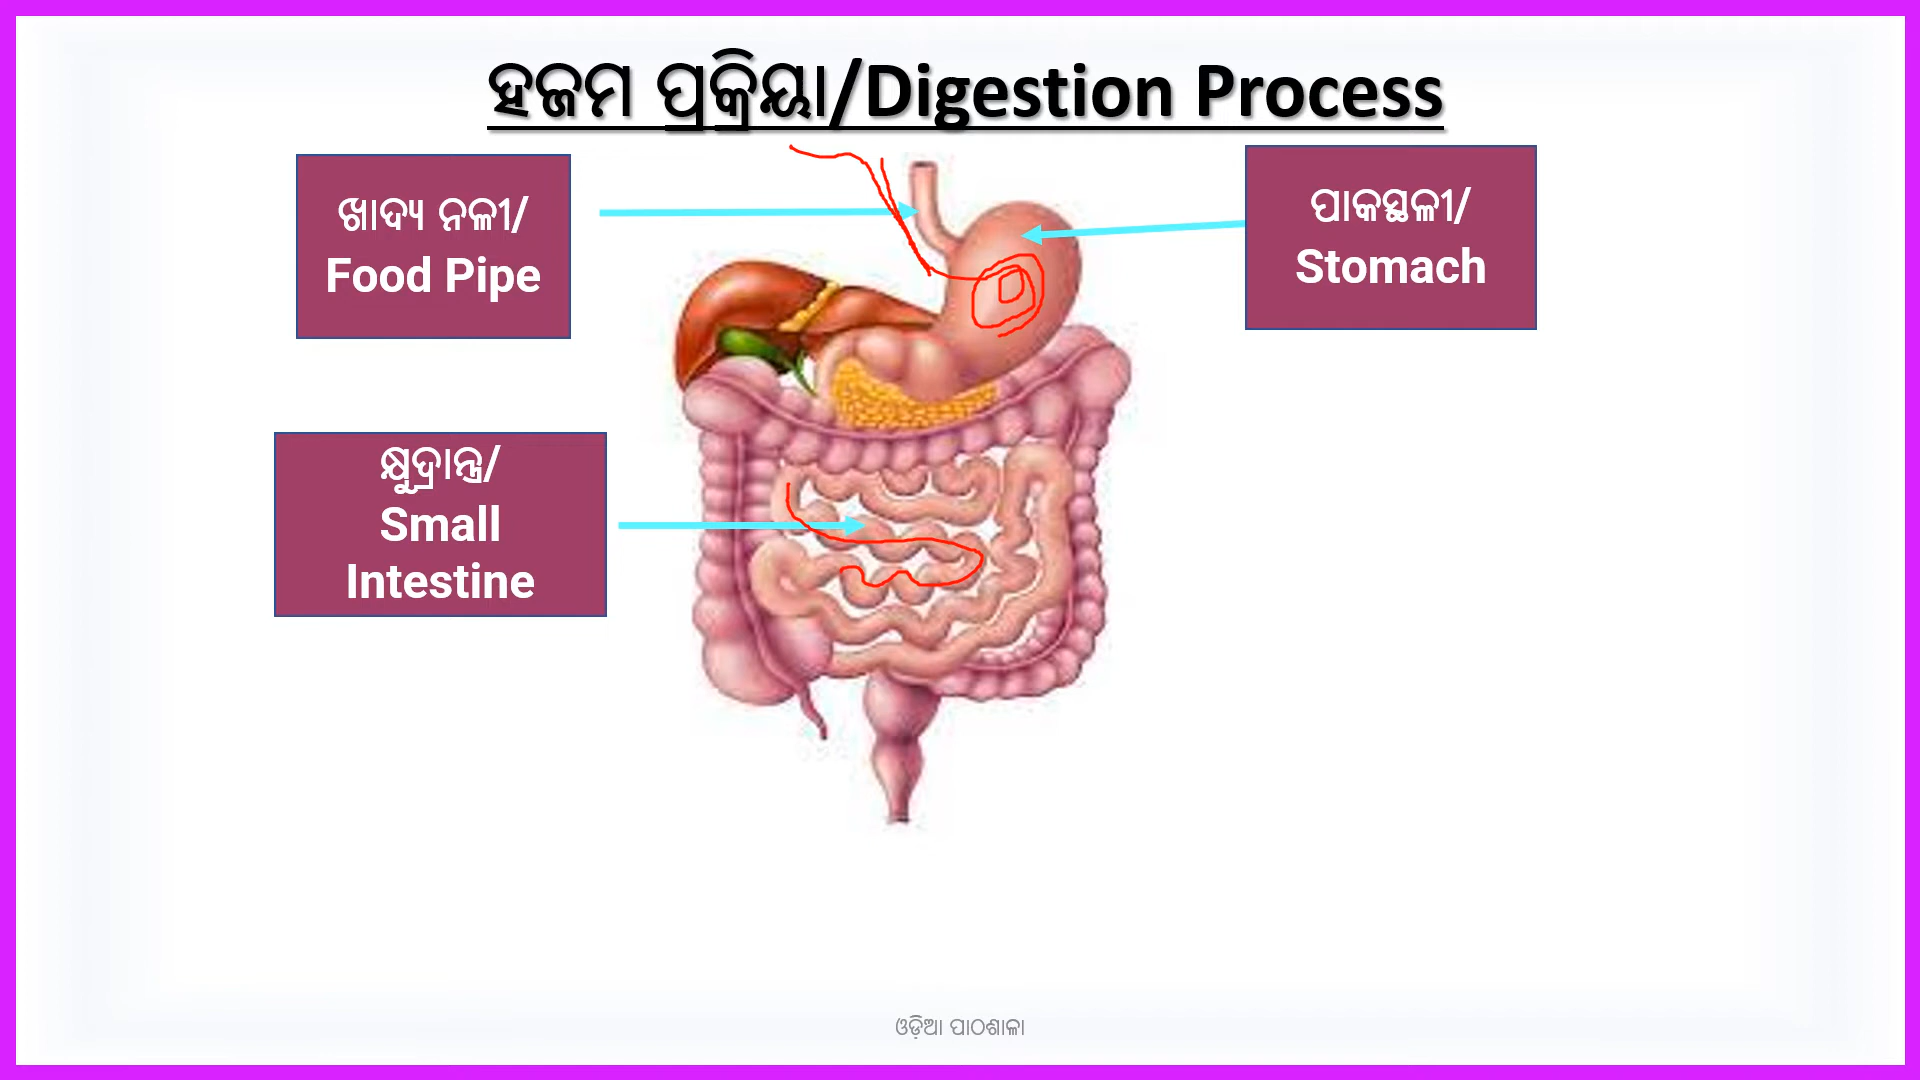 ହଜମ ପ୍ରକ୍ରିୟା/Digestion Process
ଖାଦ୍ୟ ନଳୀ/
Food Pipe
ପାକସ୍ଥଳୀ/
Stomach
କ୍ଷୁଦ୍ରାନ୍ତ୍ର/
Small
Intestine
ଓଡ଼ିଆ ପାଠଶାଳା